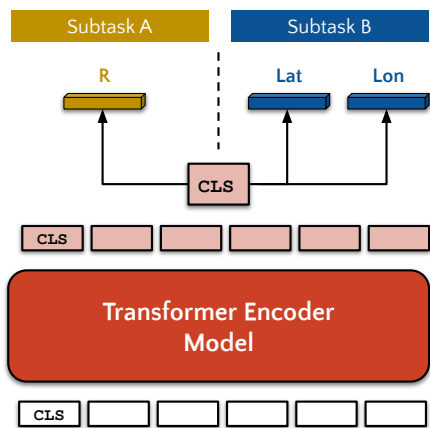 Subtask A
Subtask B
R
Lat
Lon
CLS
CLS
Transformer Encoder
Model
CLS